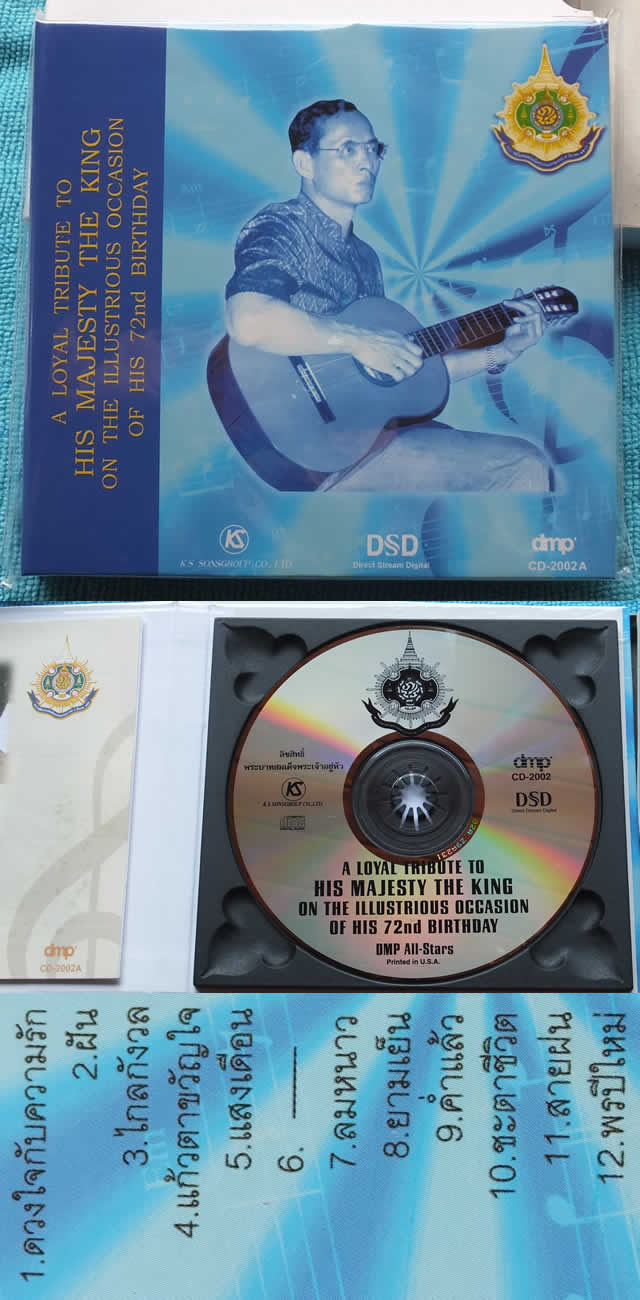 A LOYAL TRIBUTE TO
HIS MAJESTY THE KING
ON THE ILLUSTRIOUS OCCASION
OF HIS 72nd BIRTHDAY
KS
K S SONSGROUP CO., LTD
DSD
Direct Stream Digital
dmp
CD-2002A
dmp
CD-2002A
ลิขสิทธิ์
พระบาทสมเด็จพระเจ้าอยู่หัว
KS
K S SONSGROUP CO., LTD
dmp
CD-2002
DSD
Direct Stream Digital
A LOYAL TRIBUTE TO
HIS MAJESTY THE KING
ON THE ILLUSTRIOUS OCCASION
OF HIS 72nd BIRTHDAY
DMP All-Stars
Printed in U.S.A.
1.ดวงใจกับความรัก
2.ฝัน
3.ไกลกังวล
4.แก้วตาขวัญใจ
5.แสงเดือน
6.
7.ลมหนาว
8.ยามเย็น
9.ค่ำแล้ว
10.ชะตาชีวิต
11.สายฝน
12.พรปีใหม่